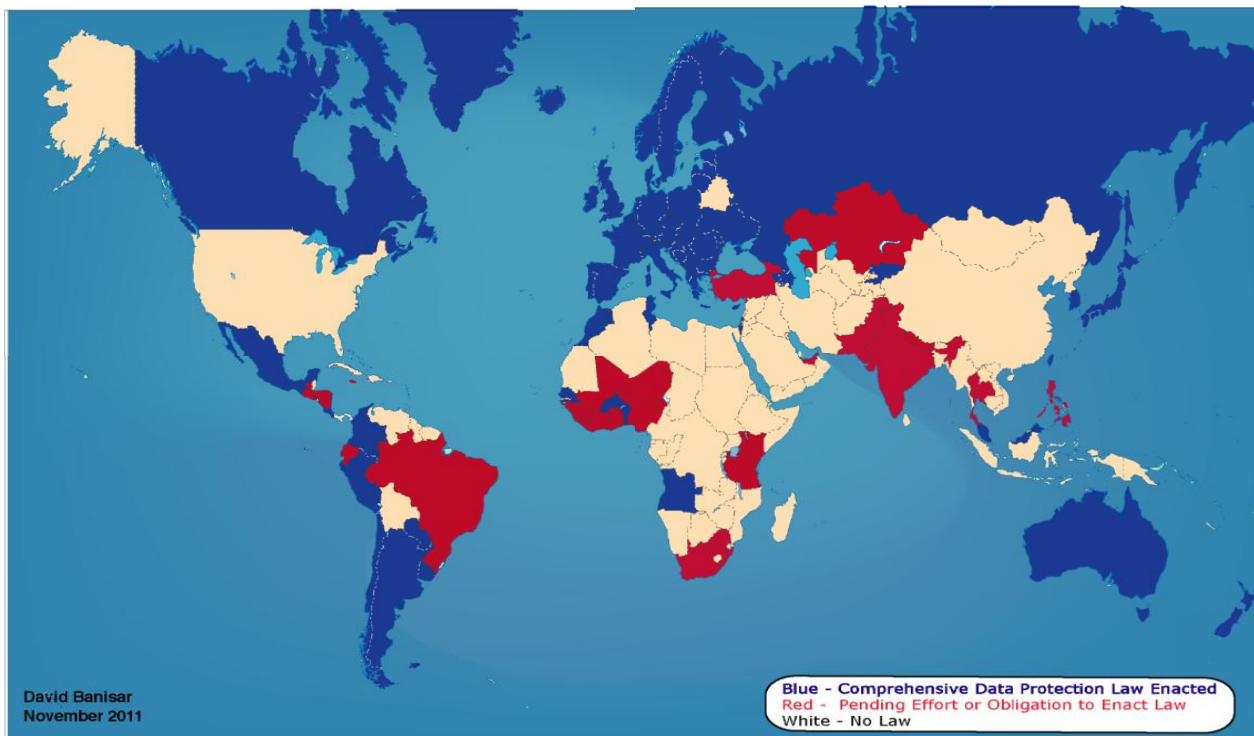 David Banisar
November 2011
Blue - Comprehensive Data Protection Law Enacted
Red - Pending Effort or Obligation to Enact Law
White - No Law